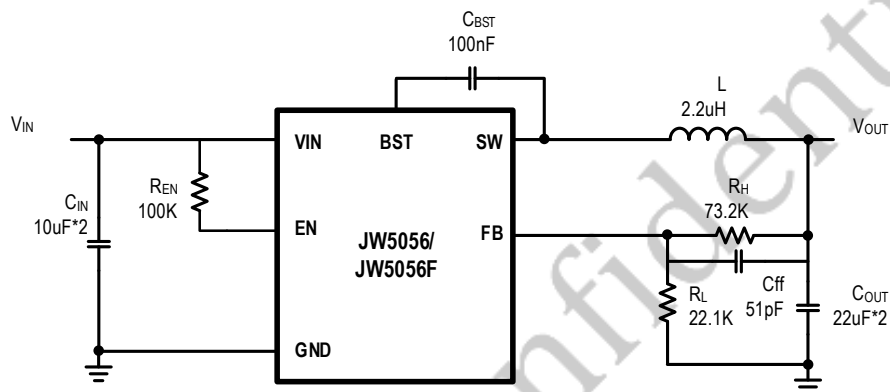 CBST
100nF
L
2.2uH
VIN
VOUT
VIN
BST
SW
REN
100K
RH
73.2K
CIN
10uF*2
EN
FB
JW5056/
JW5056F
Cff
51pF
RL
22.1K
COUT
22uF*2
GND
onfident